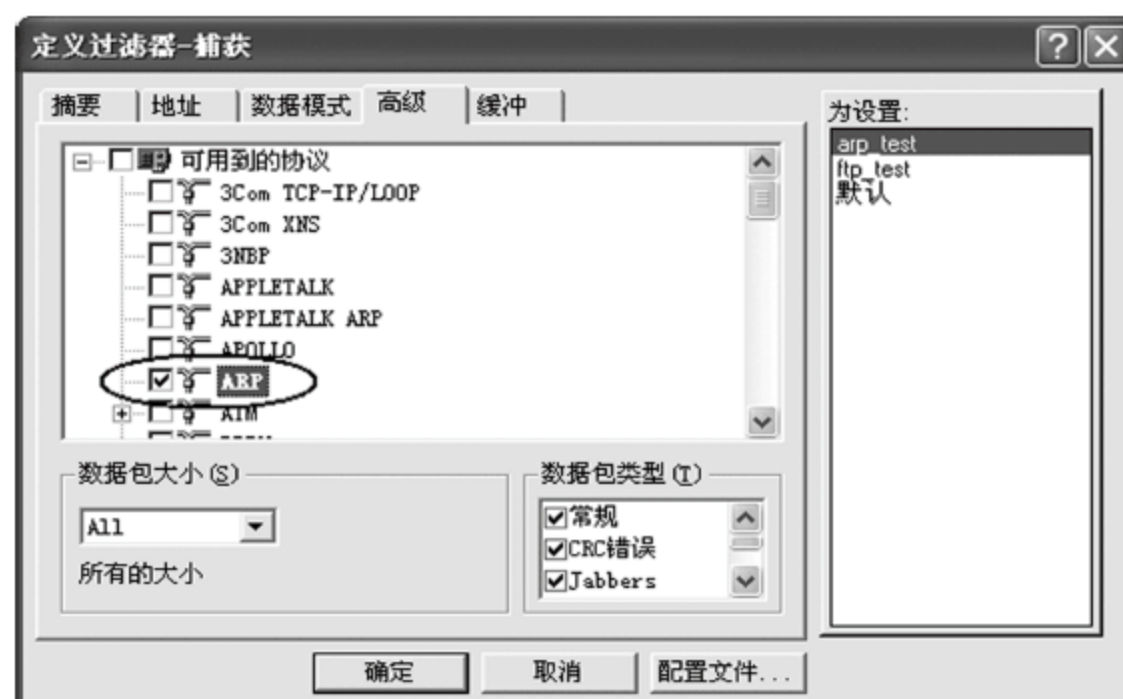 定义过滤器-捕获
摘要 地址 数据模式 高级 缓冲
可用到的协议
3Com TCP-IP/LOOP
3Com XNS
3NBP
APPLETALK
APPLETALK ARP
APOLLO
ARP
ATM
数据包大小(S)
All
所有的大小
数据包类型(T)
常规
CRC错误
Jabbers
为设置:
arp_test
ftp_test
默认
确定 取消 配置文件...